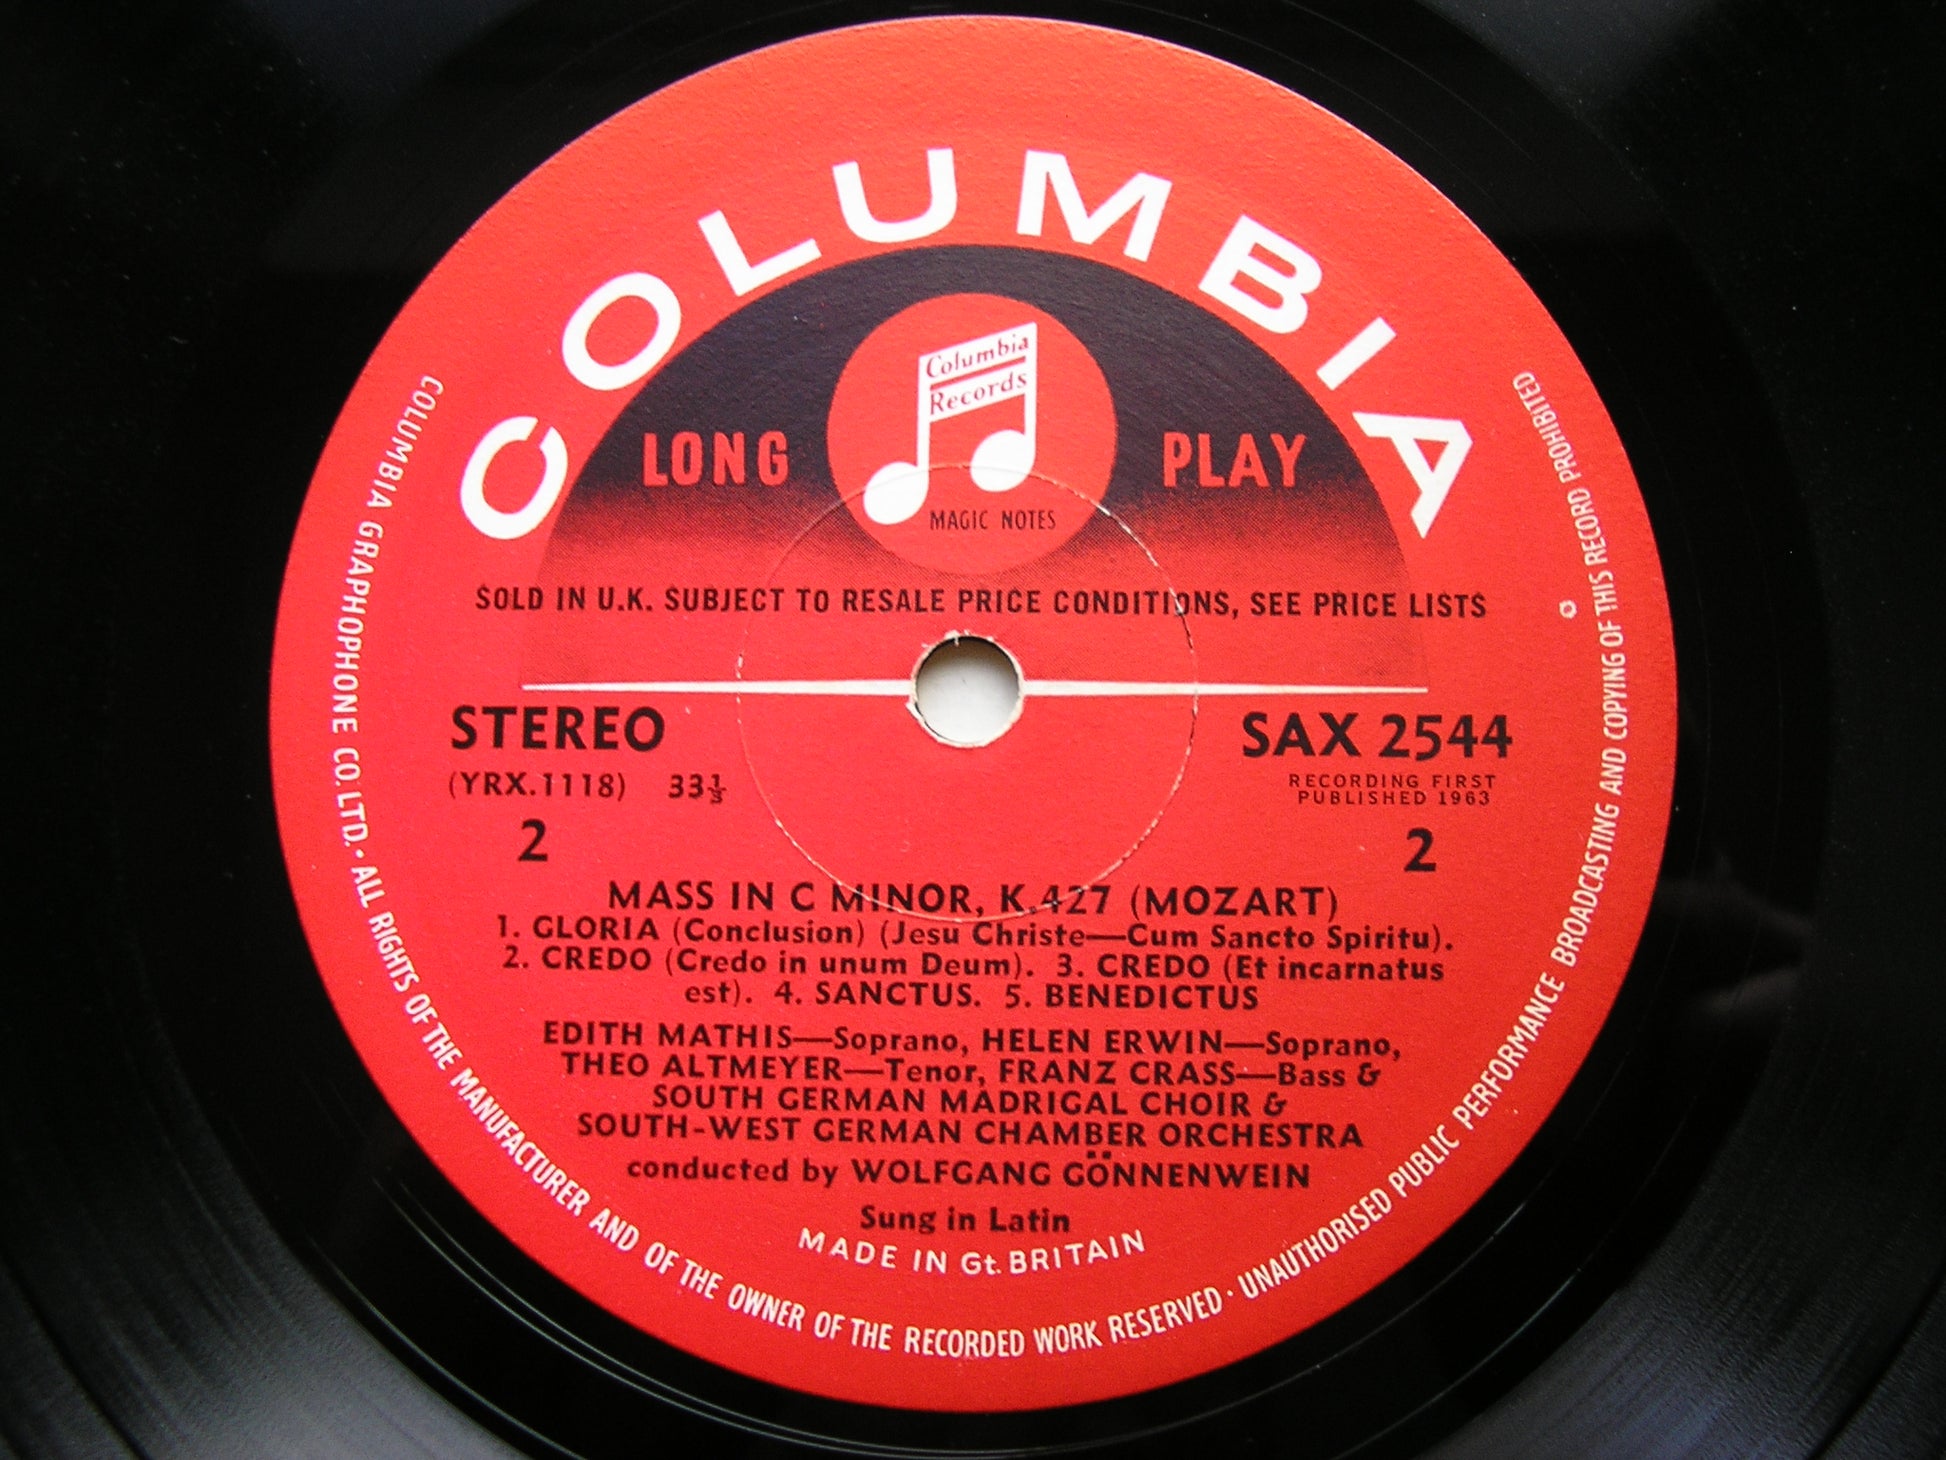 COLUMBIA
Columbia
Records
LONG PLAY
MAGIC NOTES
SOLD IN U.K. SUBJECT TO RESALE PRICE CONDITIONS, SEE PRICE LISTS
STEREO SAX 2544
(YRX.1118) 33⅓ RECORDING FIRST
PUBLISHED 1963
2 2
MASS IN C MINOR, K.427 (MOZART)
1. GLORIA (Conclusion) (Jesu Christe—Cum Sancto Spiritu).
2. CREDO (Credo in unum Deum). 3. CREDO (Et incarnatus
est). 4. SANCTUS. 5. BENEDICTUS
EDITH MATHIS—Soprano, HELEN ERWIN—Soprano,
THEO ALTMEYER—Tenor, FRANZ CRASS—Bass &
SOUTH GERMAN MADRIGAL CHOIR &
SOUTH-WEST GERMAN CHAMBER ORCHESTRA
conducted by WOLFGANG GÖNNENWEIN
Sung in Latin
MADE IN Gt. BRITAIN
COLUMBIA GRAPHOPHONE CO. LTD. · ALL RIGHTS OF THE MANUFACTURER AND OF THE OWNER OF THE RECORDED WORK RESERVED · UNAUTHORISED PUBLIC PERFORMANCE BROADCASTING AND COPYING OF THIS RECORD PROHIBITED